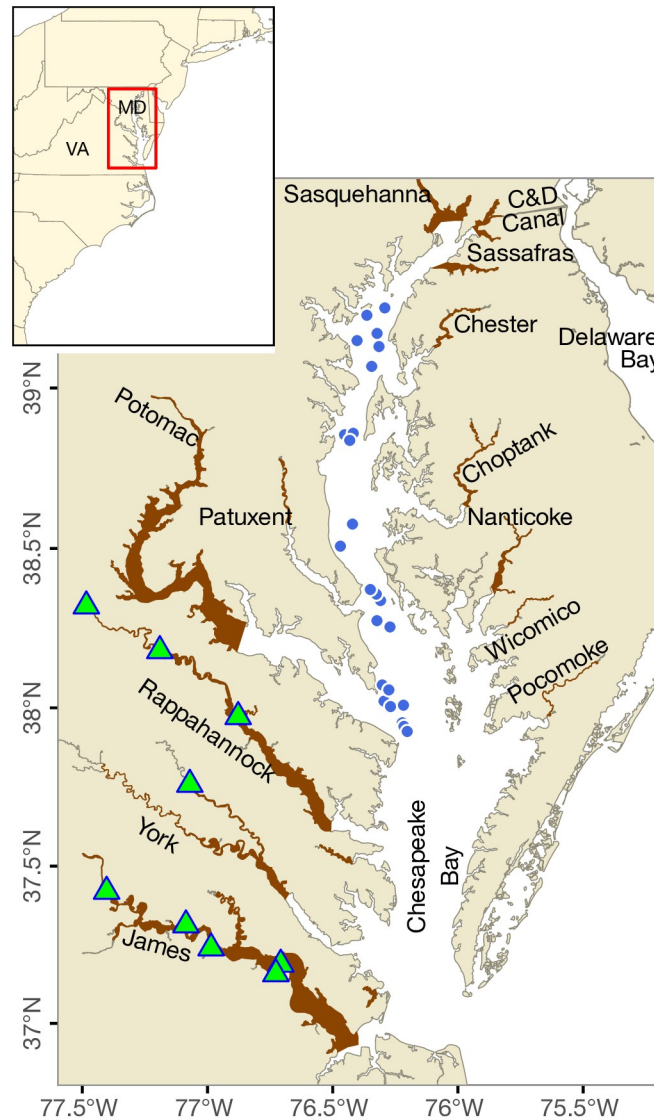 MD
VA
Sasquehanna
C&D
Canal
Sassafras
Chester
Delaware
Bay
Potomac
Choptank
Patuxent
Nanticoke
Wicomico
Pocomoke
Rappahannock
York
Chesapeake
Bay
James
39°N
38.5°N
38°N
37.5°N
37°N
77.5°W
77°W
76.5°W
76°W
75.5°W